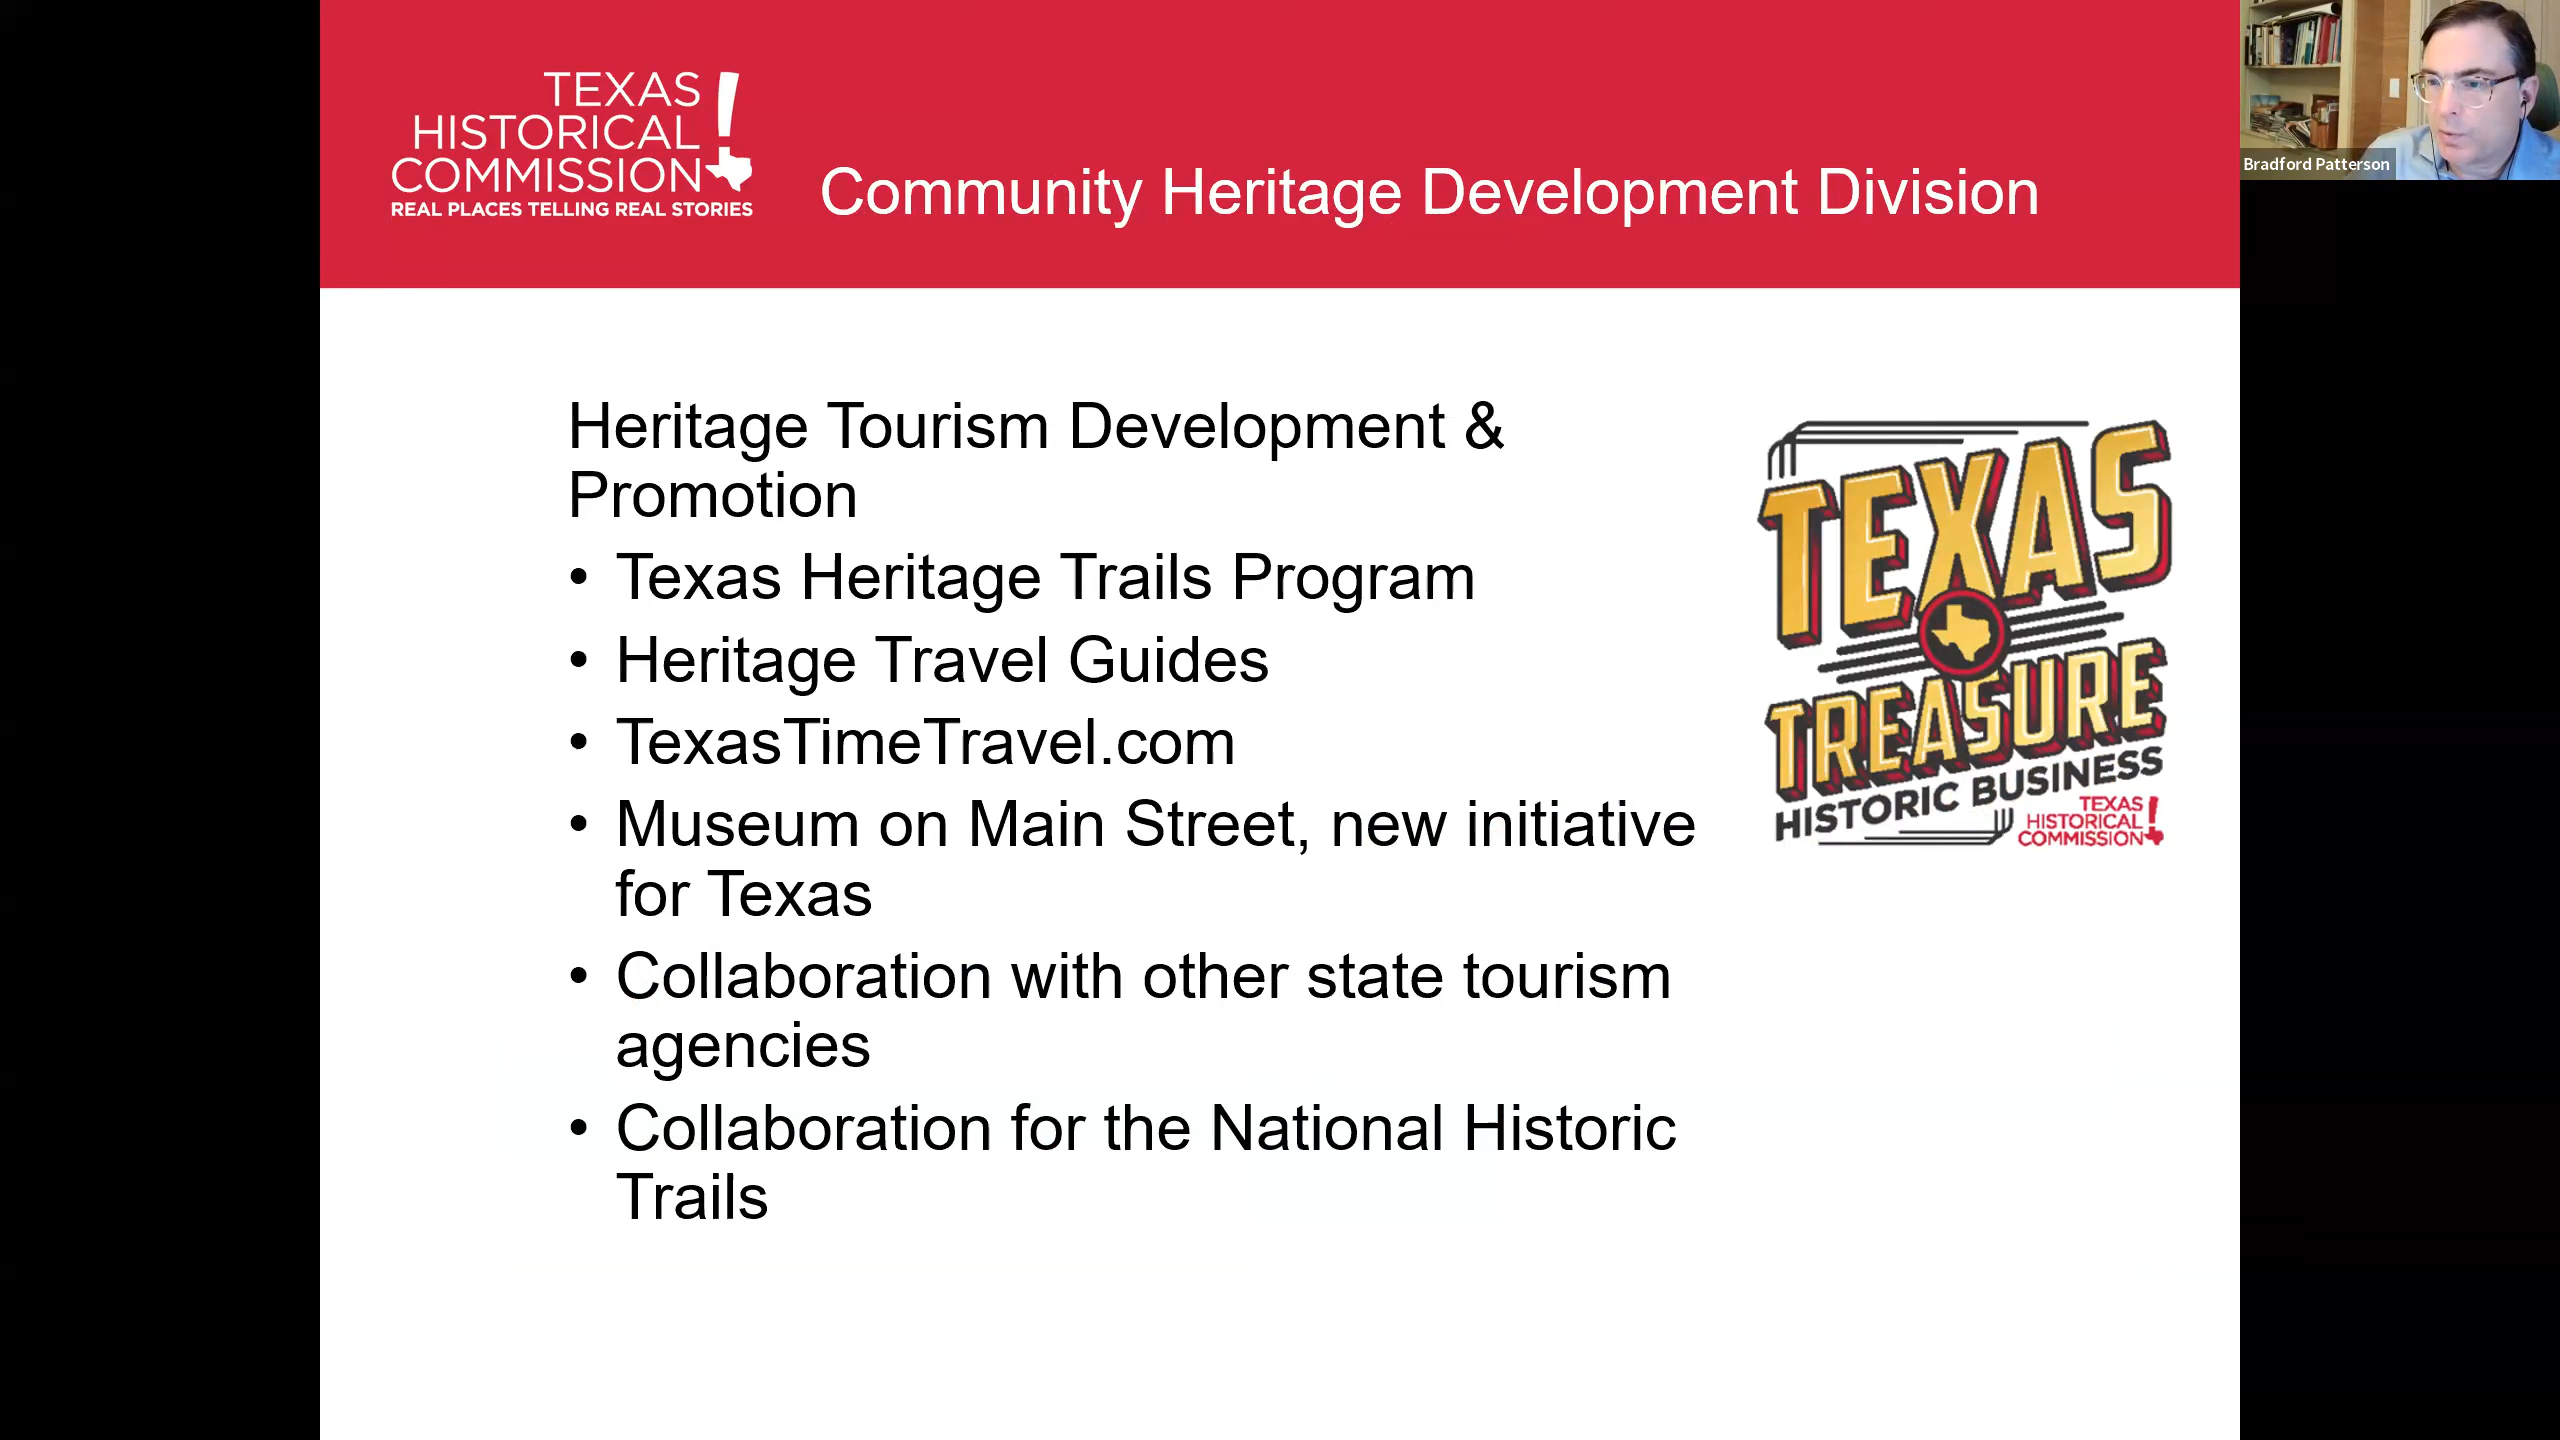 TEXAS
HISTORICAL
COMMISSION
REAL PLACES TELLING REAL STORIES
Community Heritage Development Division
Bradford Patterson
Heritage Tourism Development &
Promotion
• Texas Heritage Trails Program
• Heritage Travel Guides
• TexasTimeTravel.com
• Museum on Main Street, new initiative
for Texas
• Collaboration with other state tourism
agencies
• Collaboration for the National Historic
Trails
TEXAS
TREASURE
HISTORIC BUSINESS
TEXAS
HISTORICAL
COMMISSION